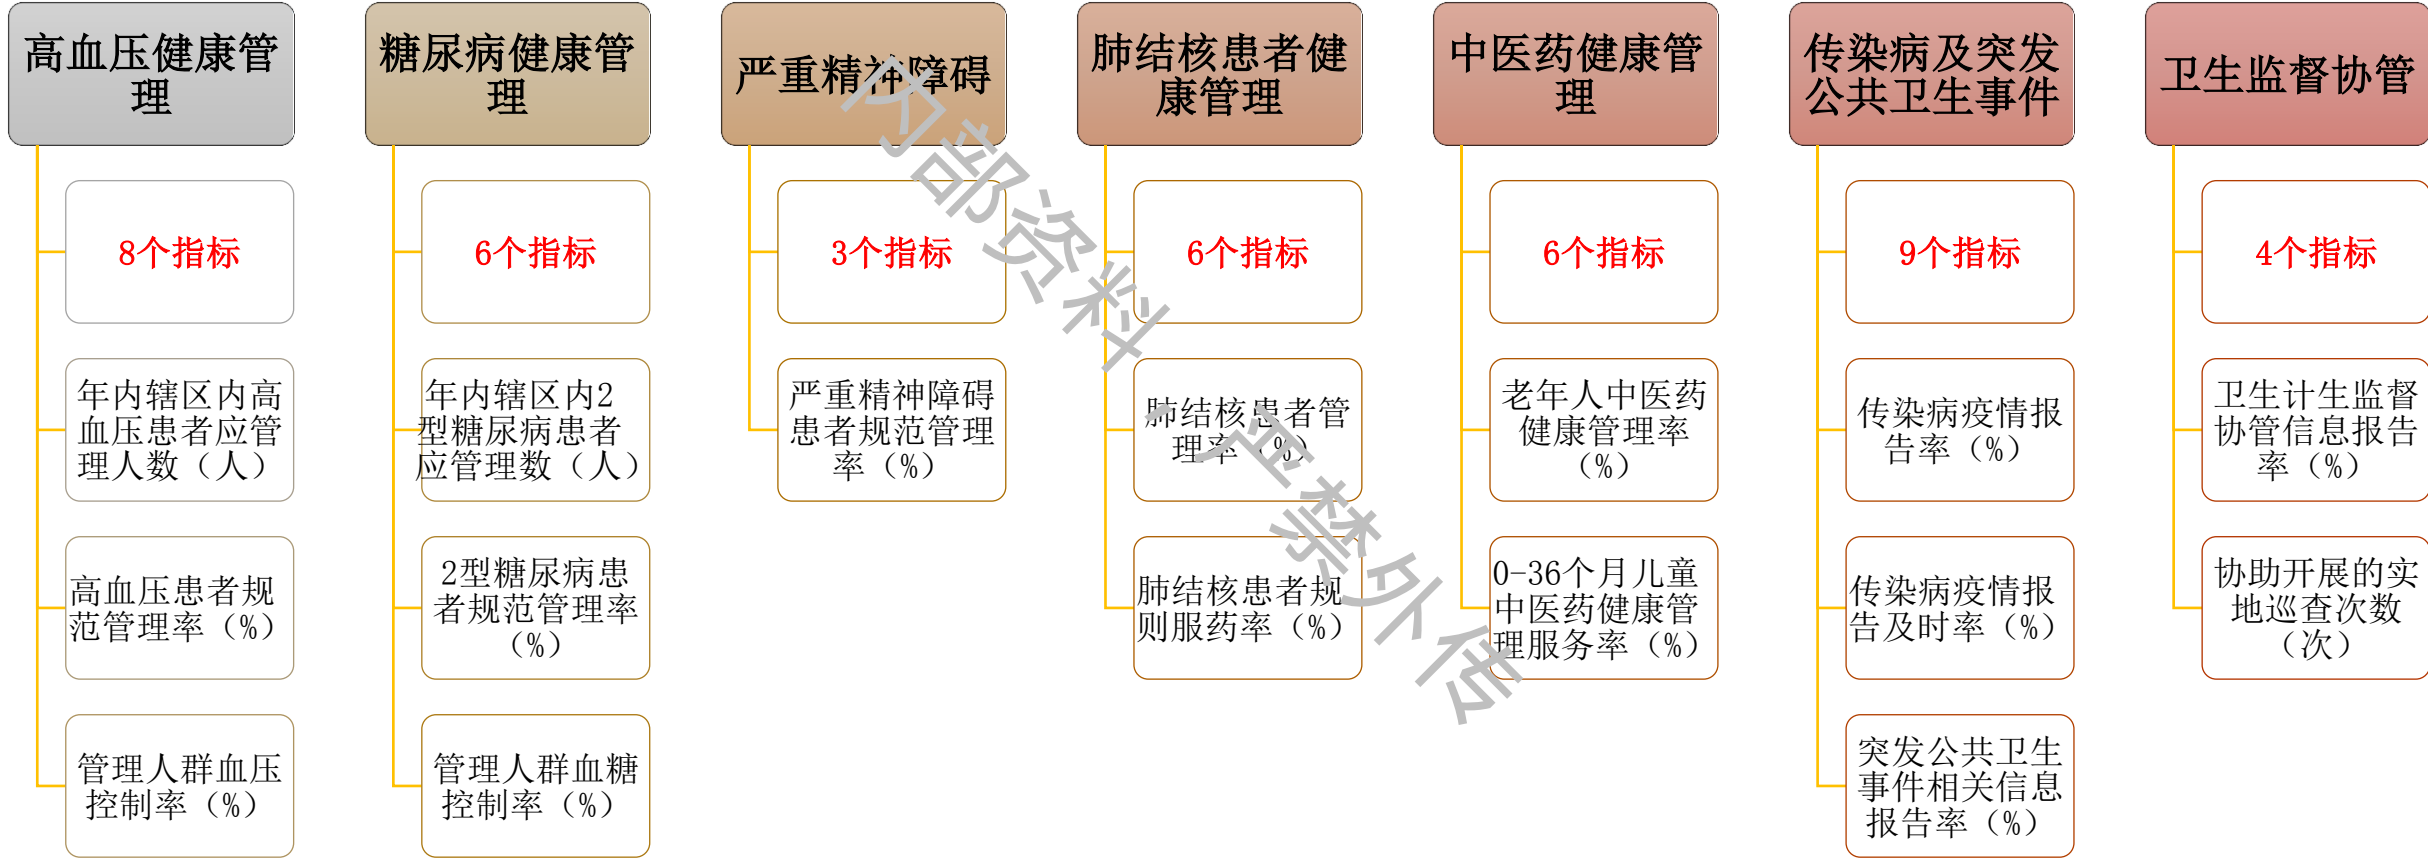 高血压健康管
理
8个指标
年内辖区内高
血压患者应管
理人数（人）
高血压患者规
范管理率（%）
管理人群血压
控制率（%）
糖尿病健康管
理
6个指标
年内辖区内2
型糖尿病患者
应管理数（人）
2型糖尿病患
者规范管理率
（%）
管理人群血糖
控制率（%）
严重精神障碍
3个指标
严重精神障碍
患者规范管理
率（%）
肺结核患者健
康管理
6个指标
肺结核患者管
理率（%）
肺结核患者规
则服药率（%）
中医药健康管
理
6个指标
老年人中医药
健康管理率
（%）
0-36个月儿童
中医药健康管
理服务率（%）
传染病及突发
公共卫生事件
9个指标
传染病疫情报
告率（%）
传染病疫情报
告及时率（%）
突发公共卫生
事件相关信息
报告率（%）
卫生监督协管
4个指标
卫生计生监督
协管信息报告
率（%）
协助开展的实
地巡查次数
（次）
内部资料，严禁外传